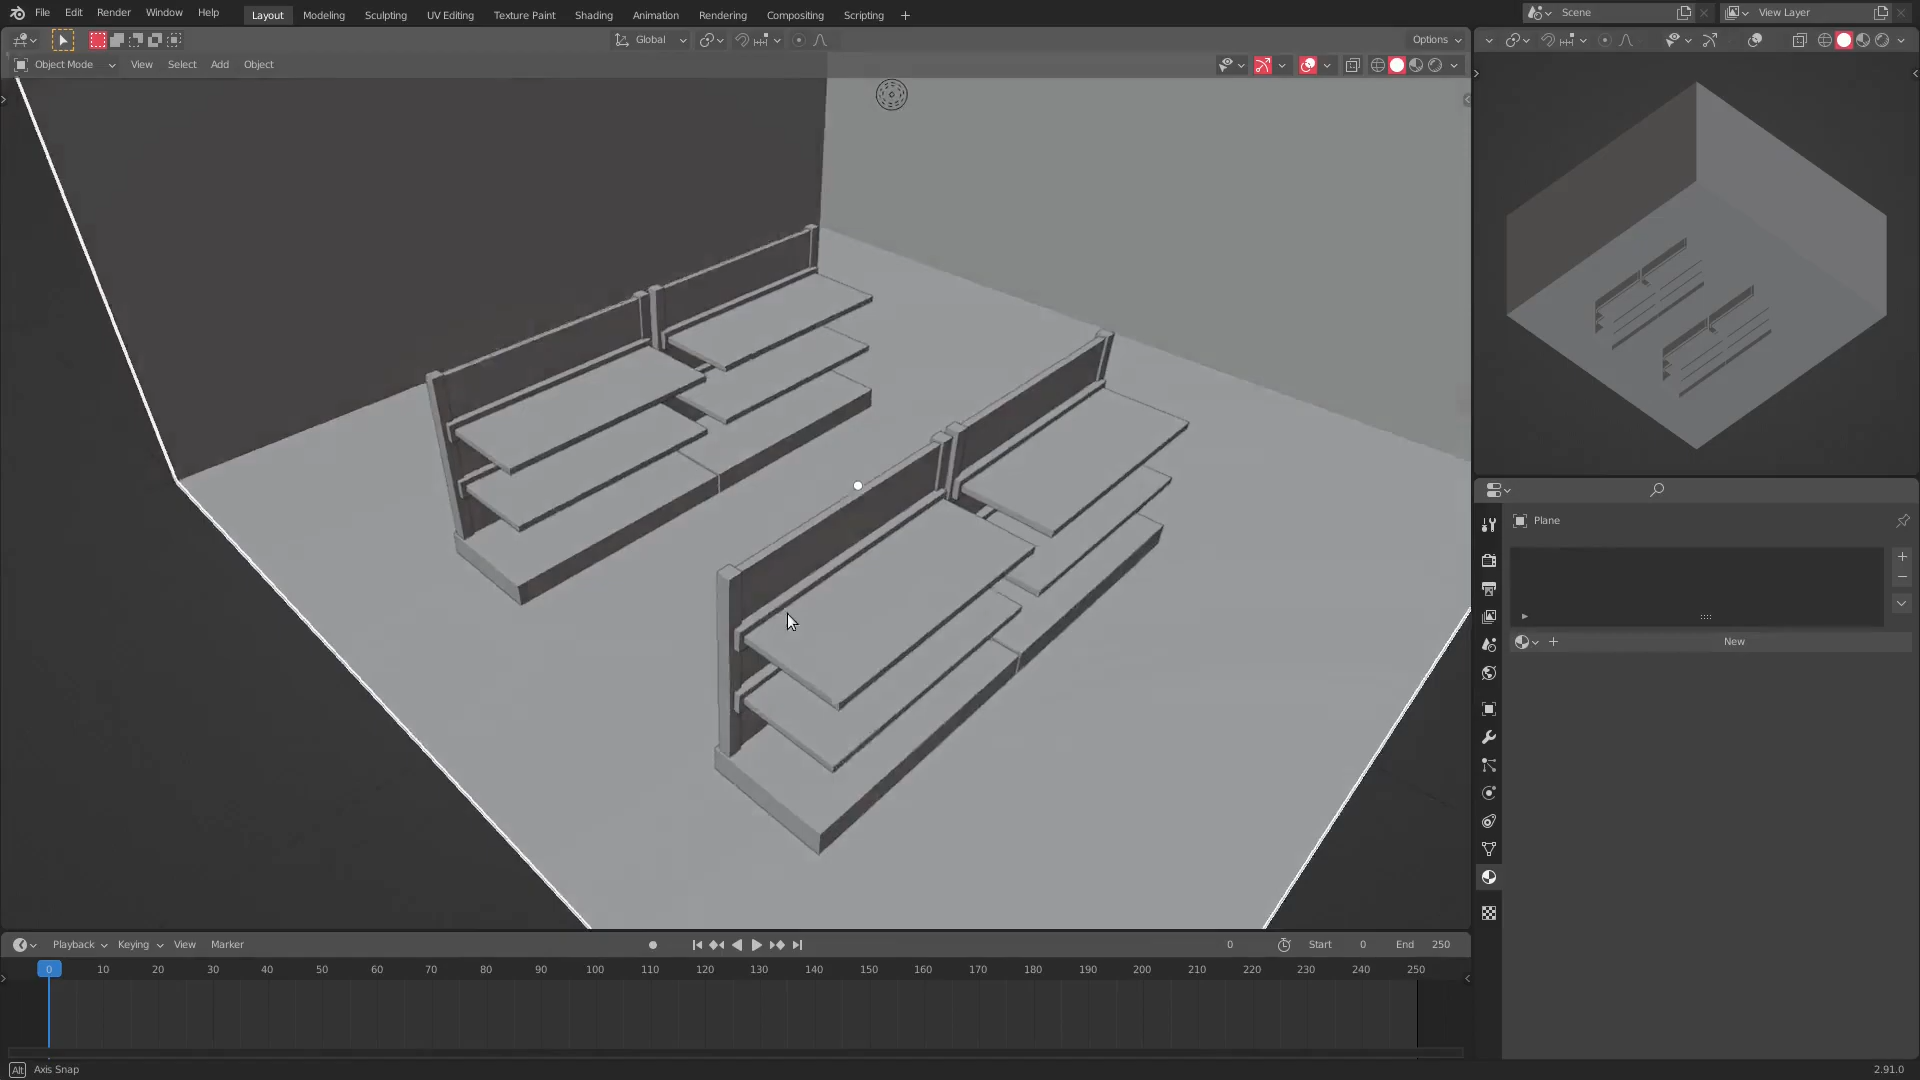 File Edit Render Window Help Layout Modeling Sculpting UV Editing Texture Paint Shading Animation Rendering Compositing Scripting Scene View Layer
Global Options
Object Mode View Select Add Object
Plane
New
Playback Keying View Marker 0 Start 0 End 250
0 10 20 30 40 50 60 70 80 90 100 110 120 130 140 150 160 170 180 190 200 210 220 230 240 250
Alt Axis Snap 2.91.0